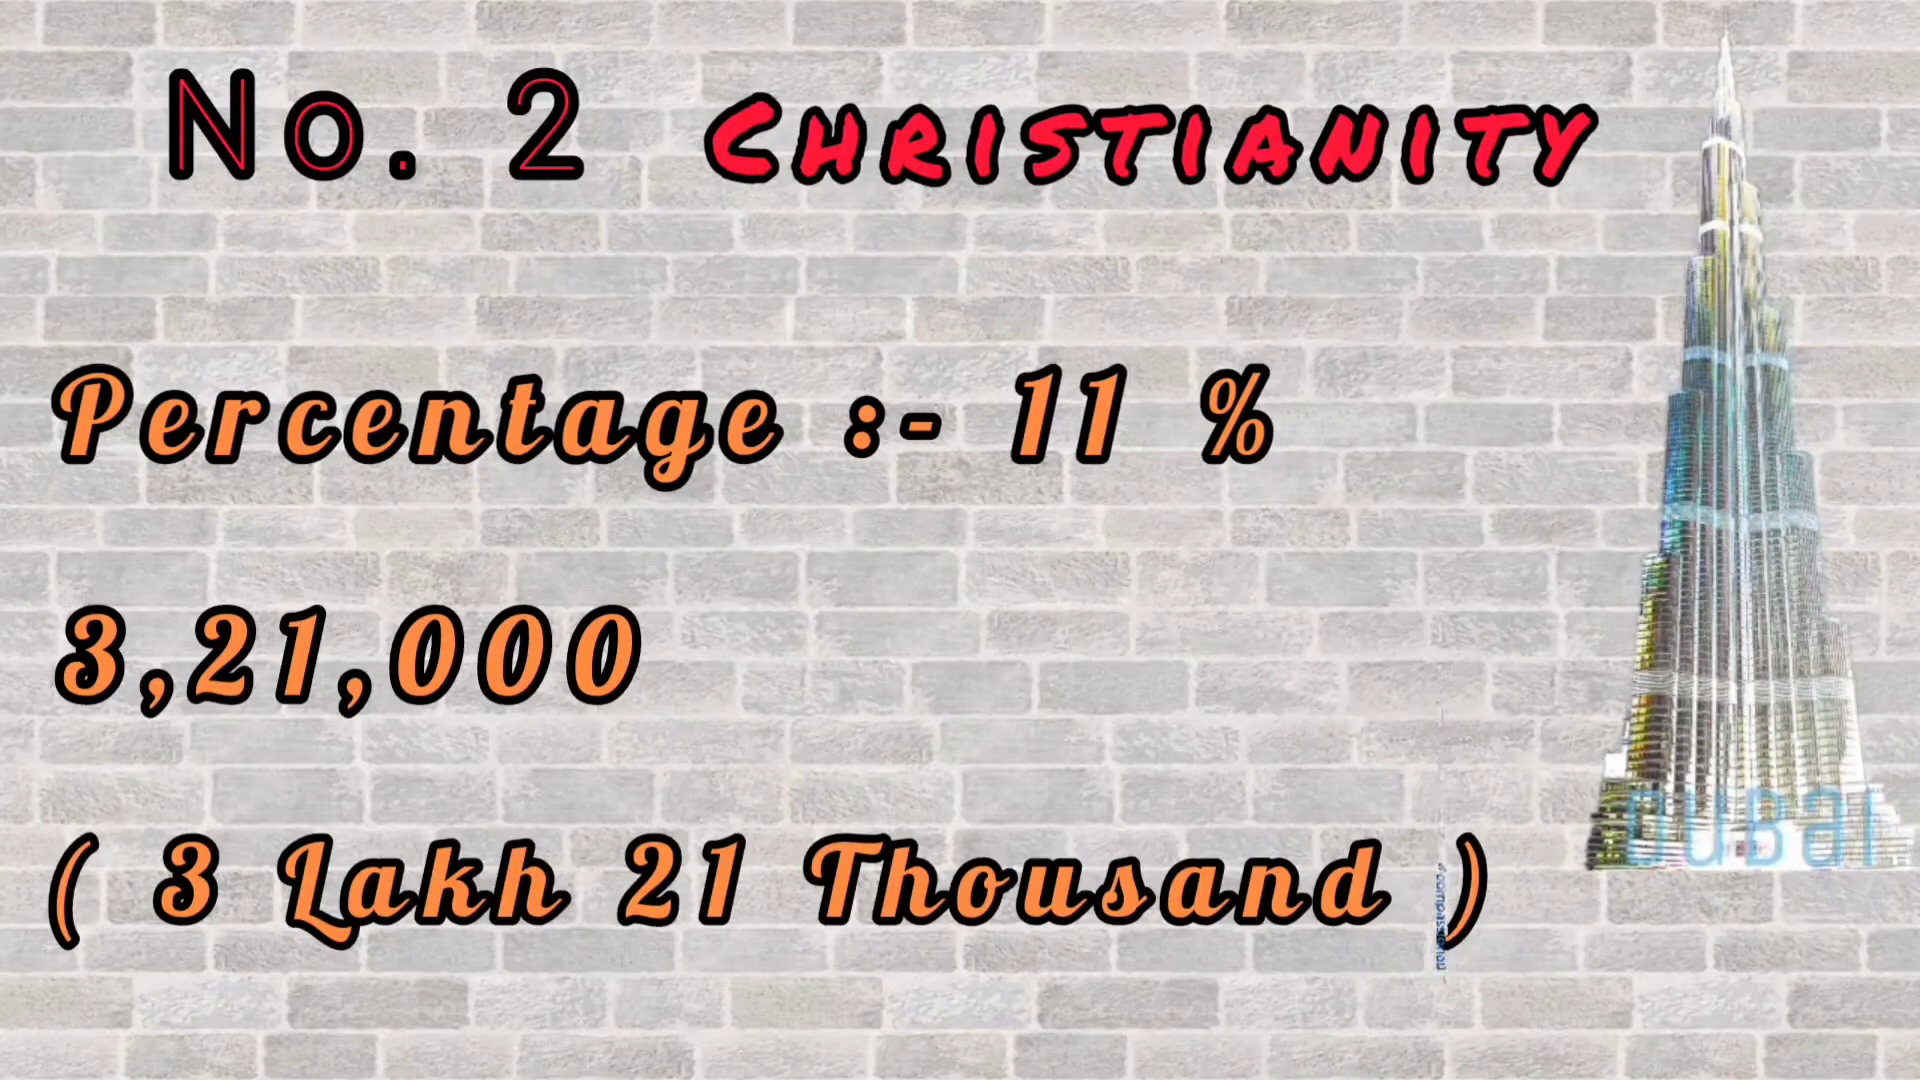 No. 2 CHRISTIANITY
Percentage :- 11 %
3,21,000
( 3 Lakh 21 Thousand )
DUBAI